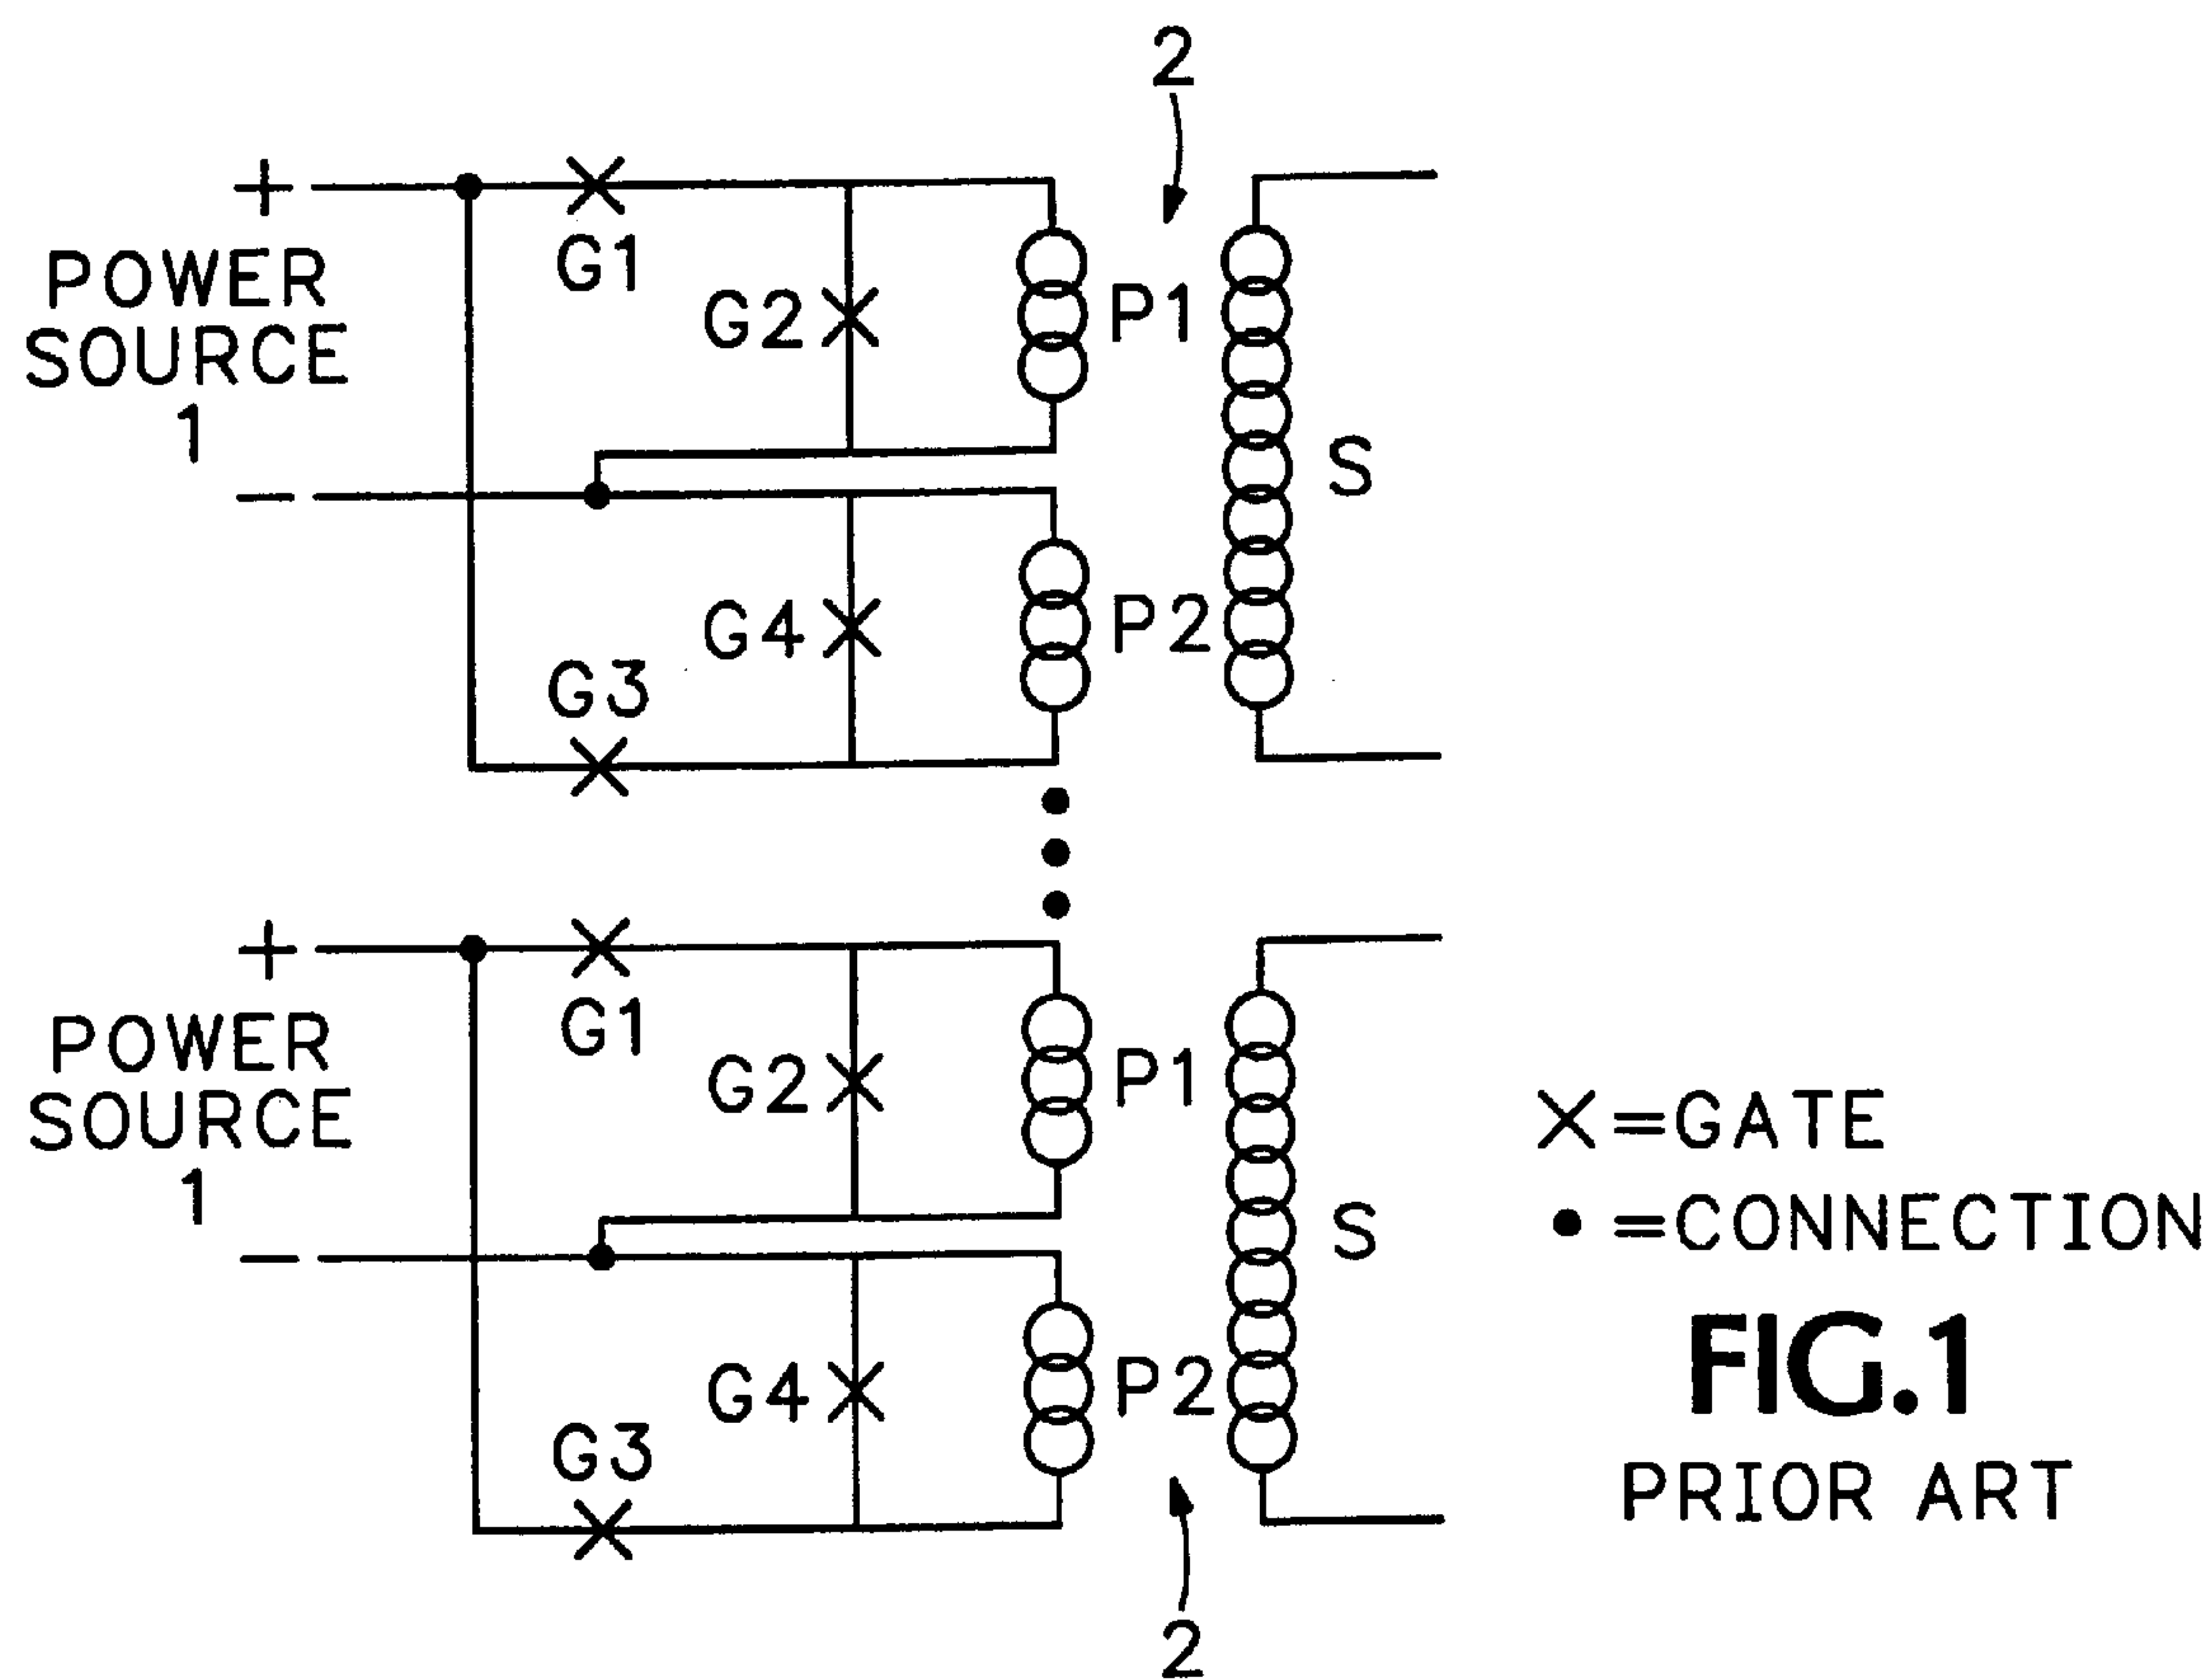 2
+
POWER
SOURCE
1
−
G1
G2
P1
S
G4
P2
G3
+
POWER
SOURCE
1
−
G1
G2
P1
S
G4
P2
G3
2
X =GATE
• =CONNECTION
FIG.1
PRIOR ART